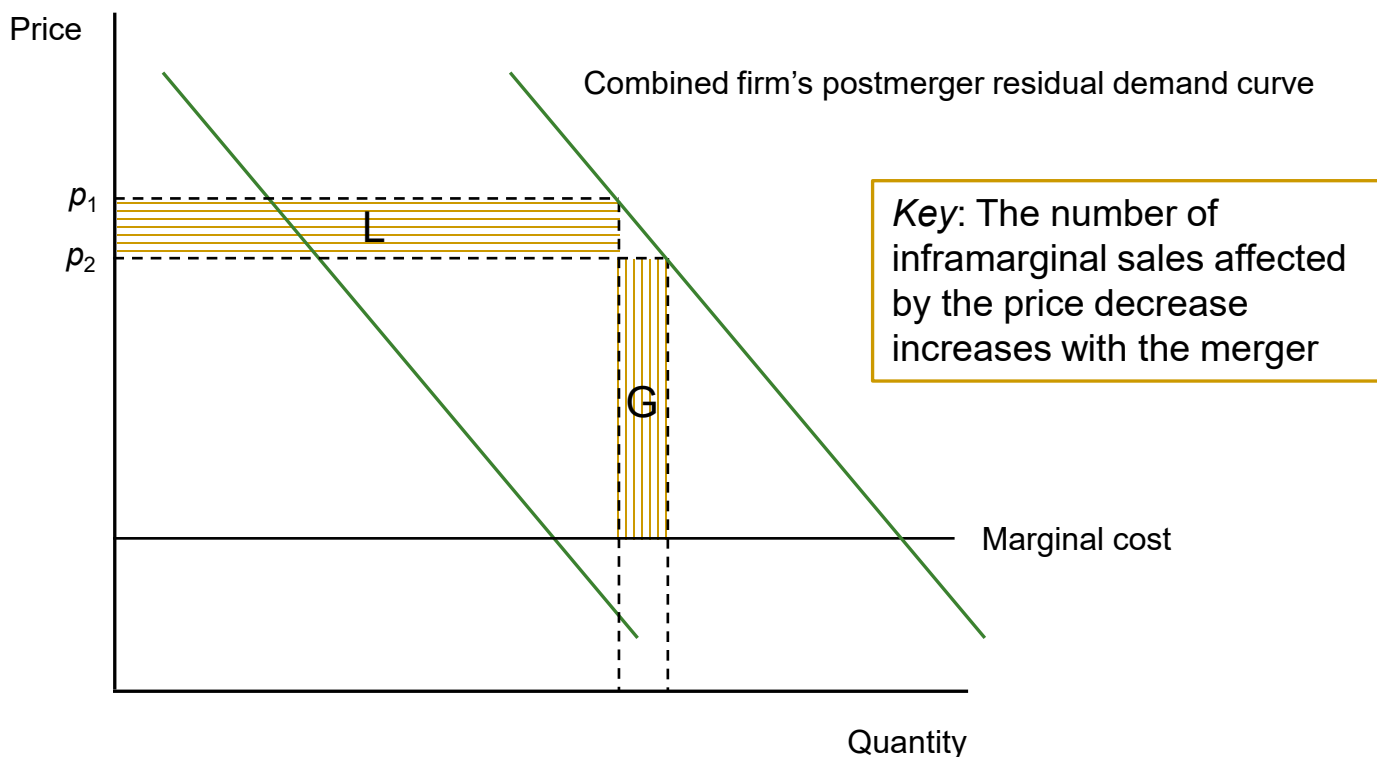 Price
Combined firm’s postmerger residual demand curve
p1
L
p2
Key: The number of
inframarginal sales affected
by the price decrease
increases with the merger
G
Marginal cost
Quantity